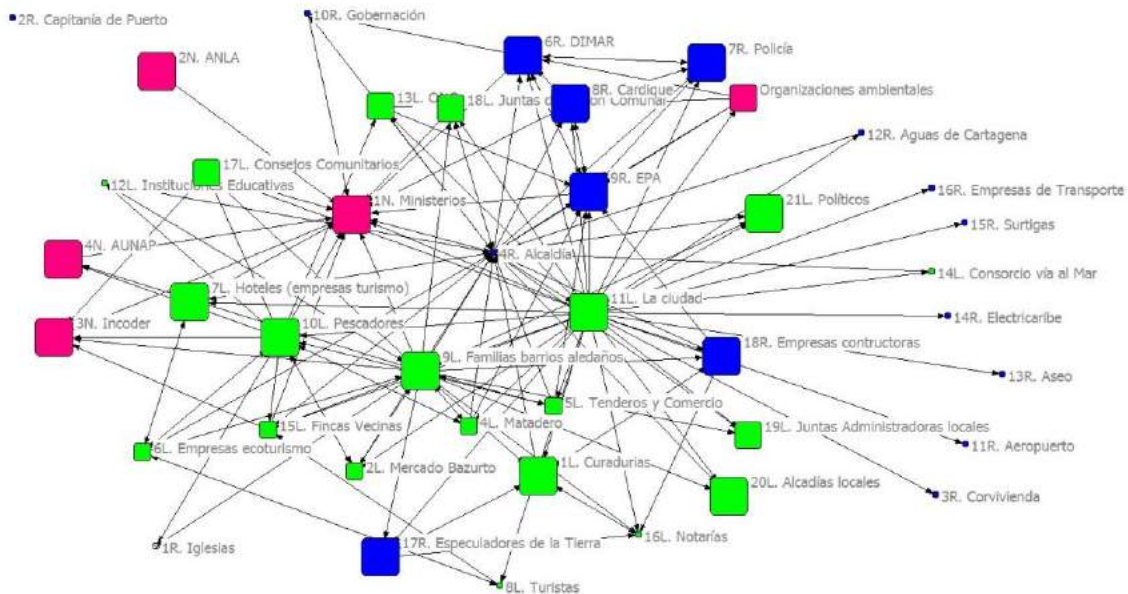 2R. Capitanía de Puerto
10R. Gobernación
6R. DIMAR
7R. Policía
2N. ANLA
8R. Cardique
Organizaciones ambientales
13L.
18L. Juntas de Comunal
12R. Aguas de Cartagena
17L. Consejos Comunitarios
9R. EPA
12L. Instituciones Educativas
16R. Empresas de Transporte
1N. Ministerios
21L. Políticos
15R. Surtigas
4N. AUNAP
4R. Alcaldía
14L. Consorcio vía al Mar
7L. Hoteles (empresas turismo)
11L. La ciudad
14R. Electricaribe
3N. Incoder
10L. Pescadores
18R. Empresas contructoras
9L. Familias barrios aledaños
13R. Aseo
5L. Tenderos y Comercio
15L. Fincas Vecinas
4L. Matadero
19L. Juntas Administradoras locales
11R. Aeropuerto
6L. Empresas ecoturismo
2L. Mercado Bazurto
1L. Curadurias
20L. Alcadías locales
3R. Corvivienda
16L. Notarías
1R. Iglesias
17R. Especuladores de la Tierra
8L. Turistas